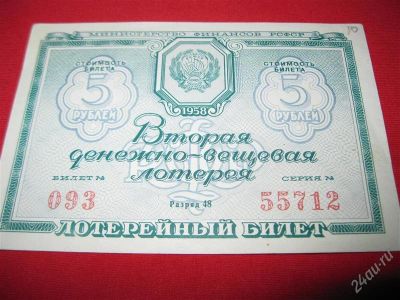 МИНИСТЕРСТВО ФИНАНСОВ РСФСР
10
СТОИМОСТЬ БИЛЕТА
5 РУБЛЕЙ
СТОИМОСТЬ БИЛЕТА
5 РУБЛЕЙ
1958
Вторая
денежно-вещевая
лотерея
БИЛЕТ №
СЕРИЯ №
093
Разряд 48
55712
ЛОТЕРЕЙНЫЙ БИЛЕТ
24au.ru